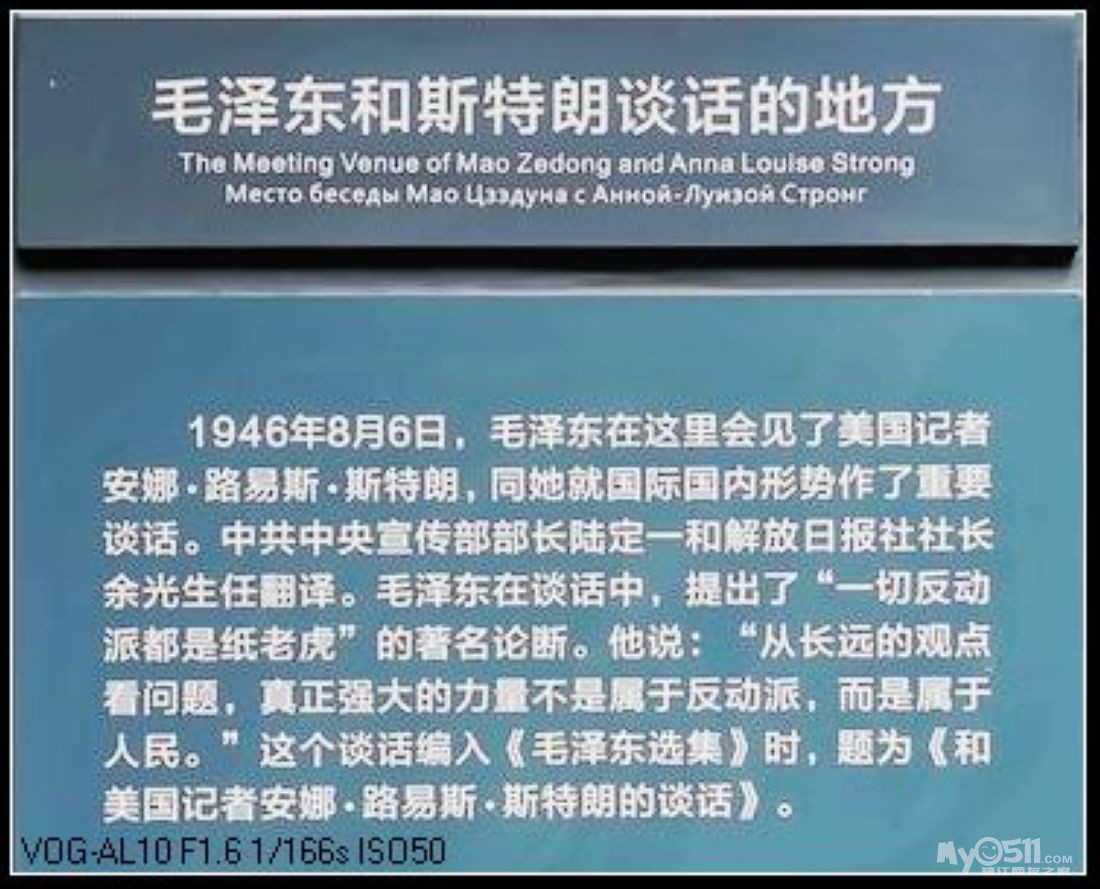 毛泽东和斯特朗谈话的地方
The Meeting Venue of Mao Zedong and Anna Louise Strong
Место беседы Мао Цзэдуна с Анной-Луизой Стронг
1946年8月6日，毛泽东在这里会见了美国记者
安娜·路易斯·斯特朗，同她就国际国内形势作了重要
谈话。中共中央宣传部部长陆定一和解放日报社社长
余光生任翻译。毛泽东在谈话中，提出了“一切反动
派都是纸老虎”的著名论断。他说：“从长远的观点
看问题，真正强大的力量不是属于反动派，而是属于
人民。”这个谈话编入《毛泽东选集》时，题为《和
美国记者安娜·路易斯·斯特朗的谈话》。
VOG-AL10 F1.6 1/166s ISO50
My0511.COM